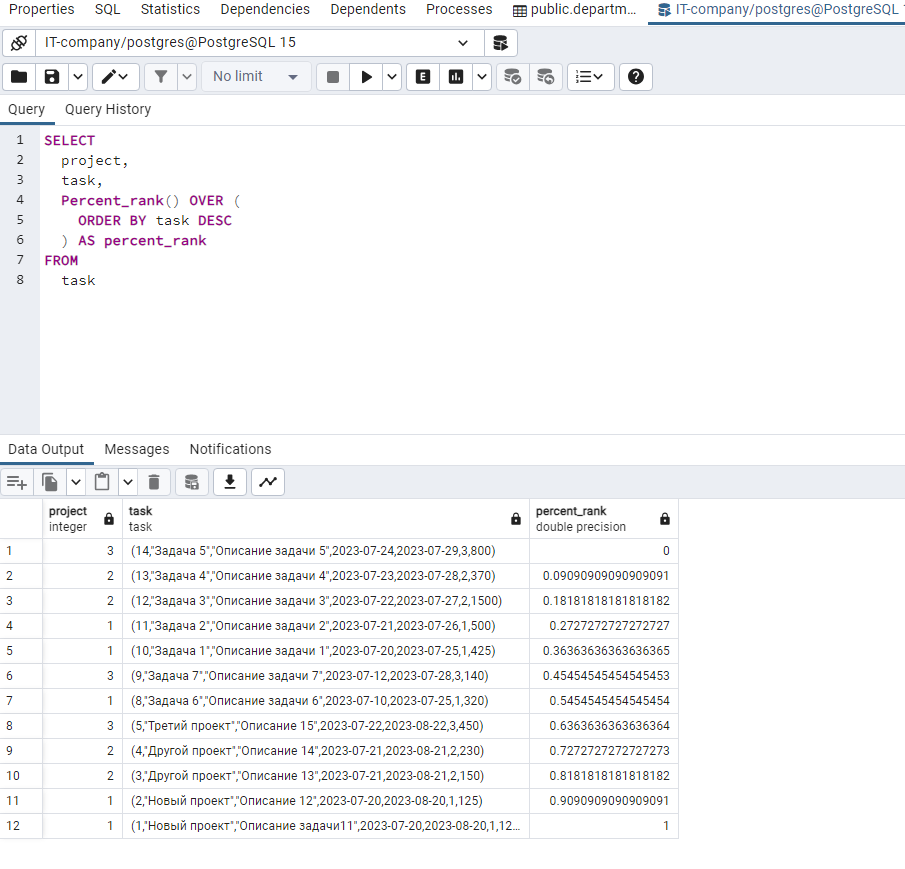 Properties SQL Statistics Dependencies Dependents Processes public.departm... IT-company/postgres@PostgreSQL 1
IT-company/postgres@PostgreSQL 15
No limit E
Query Query History
1 SELECT
2 project,
3 task,
4 Percent_rank() OVER (
5 ORDER BY task DESC
6 ) AS percent_rank
7 FROM
8 task
Data Output Messages Notifications
project task percent_rank
integer task double precision
1 3 (14,"Задача 5","Описание задачи 5",2023-07-24,2023-07-29,3,800) 0
2 2 (13,"Задача 4","Описание задачи 4",2023-07-23,2023-07-28,2,370) 0.09090909090909091
3 2 (12,"Задача 3","Описание задачи 3",2023-07-22,2023-07-27,2,1500) 0.18181818181818182
4 1 (11,"Задача 2","Описание задачи 2",2023-07-21,2023-07-26,1,500) 0.2727272727272727
5 1 (10,"Задача 1","Описание задачи 1",2023-07-20,2023-07-25,1,425) 0.36363636363636365
6 3 (9,"Задача 7","Описание задачи 7",2023-07-12,2023-07-28,3,140) 0.45454545454545453
7 1 (8,"Задача 6","Описание задачи 6",2023-07-10,2023-07-25,1,320) 0.5454545454545454
8 3 (5,"Третий проект","Описание 15",2023-07-22,2023-08-22,3,450) 0.6363636363636364
9 2 (4,"Другой проект","Описание 14",2023-07-21,2023-08-21,2,230) 0.7272727272727273
10 2 (3,"Другой проект","Описание 13",2023-07-21,2023-08-21,2,150) 0.8181818181818182
11 1 (2,"Новый проект","Описание 12",2023-07-20,2023-08-20,1,125) 0.9090909090909091
12 1 (1,"Новый проект","Описание задачи11",2023-07-20,2023-08-20,1,12... 1